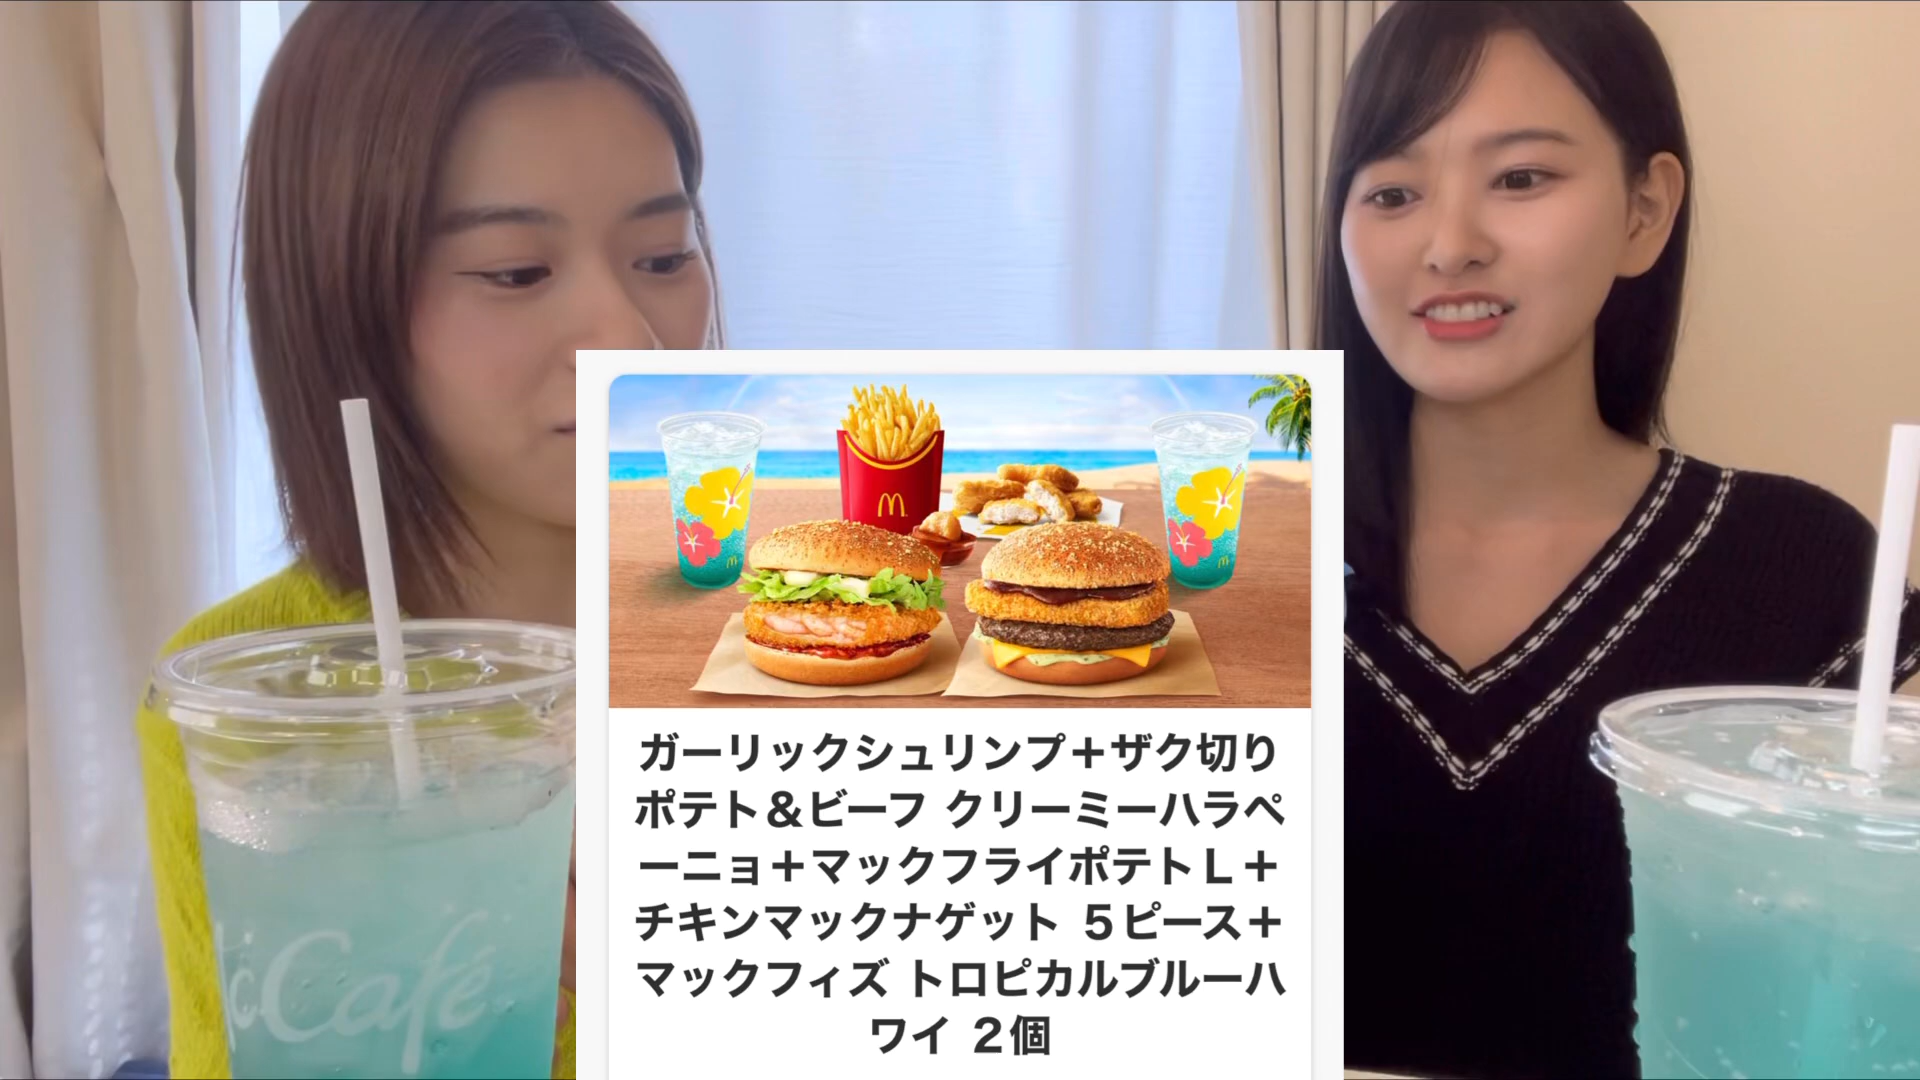 ガーリックシュリンプ＋ザク切り
ポテト＆ビーフ クリーミーハラペ
ーニョ＋マックフライポテトＬ＋
チキンマックナゲット ５ピース＋
マックフィズ トロピカルブルーハ
ワイ ２個
Café